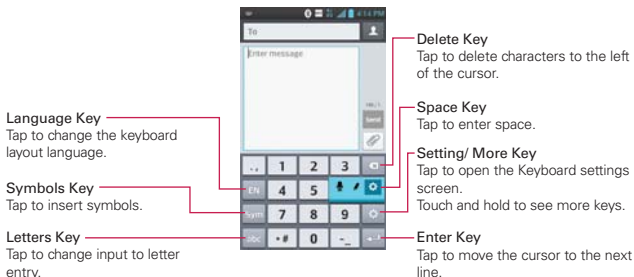 4:14 PM
To
Enter message
Send
., 1 2 3
EN 4 5
Sym 7 8 9
abc *# 0 -_
Language Key
Tap to change the keyboard
layout language.
Symbols Key
Tap to insert symbols.
Letters Key
Tap to change input to letter
entry.
Delete Key
Tap to delete characters to the left
of the cursor.
Space Key
Tap to enter space.
Setting/ More Key
Tap to open the Keyboard settings
screen.
Touch and hold to see more keys.
Enter Key
Tap to move the cursor to the next
line.